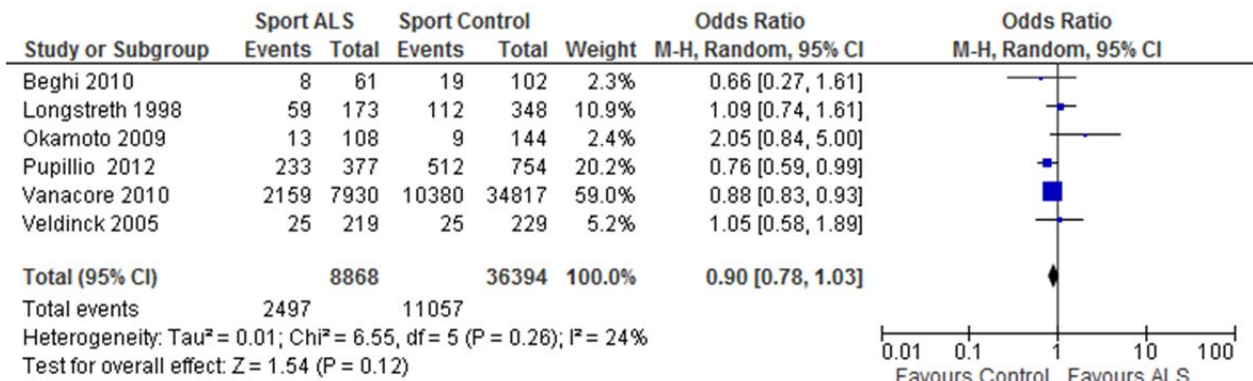 Sport ALS Sport Control Odds Ratio Odds Ratio
Study or Subgroup Events Total Events Total Weight M-H, Random, 95% CI M-H, Random, 95% CI
Beghi 2010 8 61 19 102 2.3% 0.66 [0.27, 1.61]
Longstreth 1998 59 173 112 348 10.9% 1.09 [0.74, 1.61]
Okamoto 2009 13 108 9 144 2.4% 2.05 [0.84, 5.00]
Pupillio 2012 233 377 512 754 20.2% 0.76 [0.59, 0.99]
Vanacore 2010 2159 7930 10380 34817 59.0% 0.88 [0.83, 0.93]
Veldinck 2005 25 219 25 229 5.2% 1.05 [0.58, 1.89]
Total (95% CI) 8868 36394 100.0% 0.90 [0.78, 1.03]
Total events 2497 11057
Heterogeneity: Tau² = 0.01; Chi² = 6.55, df = 5 (P = 0.26); I² = 24%
Test for overall effect: Z = 1.54 (P = 0.12)
0.01 0.1 1 10 100
Favours Control Favours ALS